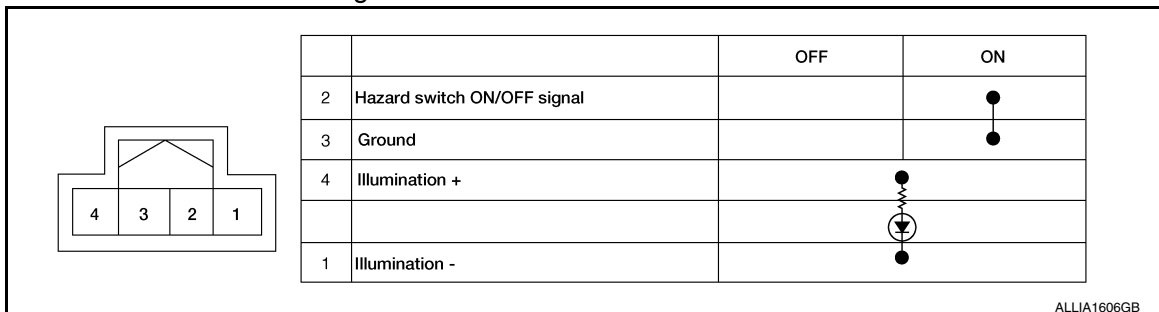 OFF ON
2 Hazard switch ON/OFF signal
3 Ground
4 Illumination +
1 Illumination -
4 3 2 1
ALLIA1606GB